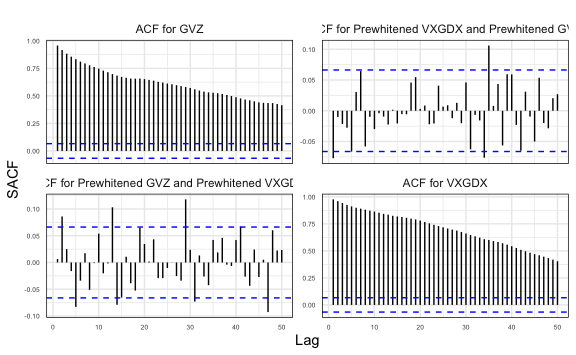 ACF for GVZ
CF for Prewhitened VXGDX and Prewhitened GV
1.00
0.75
0.50
0.25
0.00
0.10
0.05
0.00
-0.05
SACF
CF for Prewhitened GVZ and Prewhitened VXGD
ACF for VXGDX
0.10
0.05
0.00
-0.05
-0.10
1.00
0.75
0.50
0.25
0.00
0 10 20 30 40 50
0 10 20 30 40 50
Lag